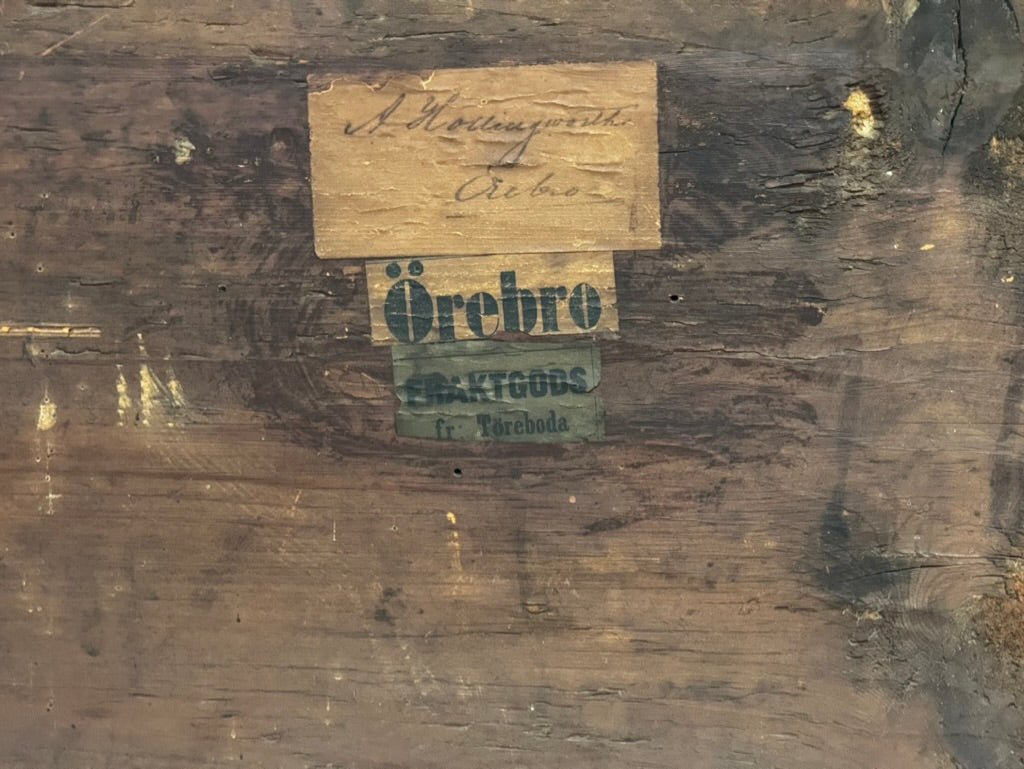 A Hollingworth
Örebro
Örebro
FRAKTGODS
fr Töreboda